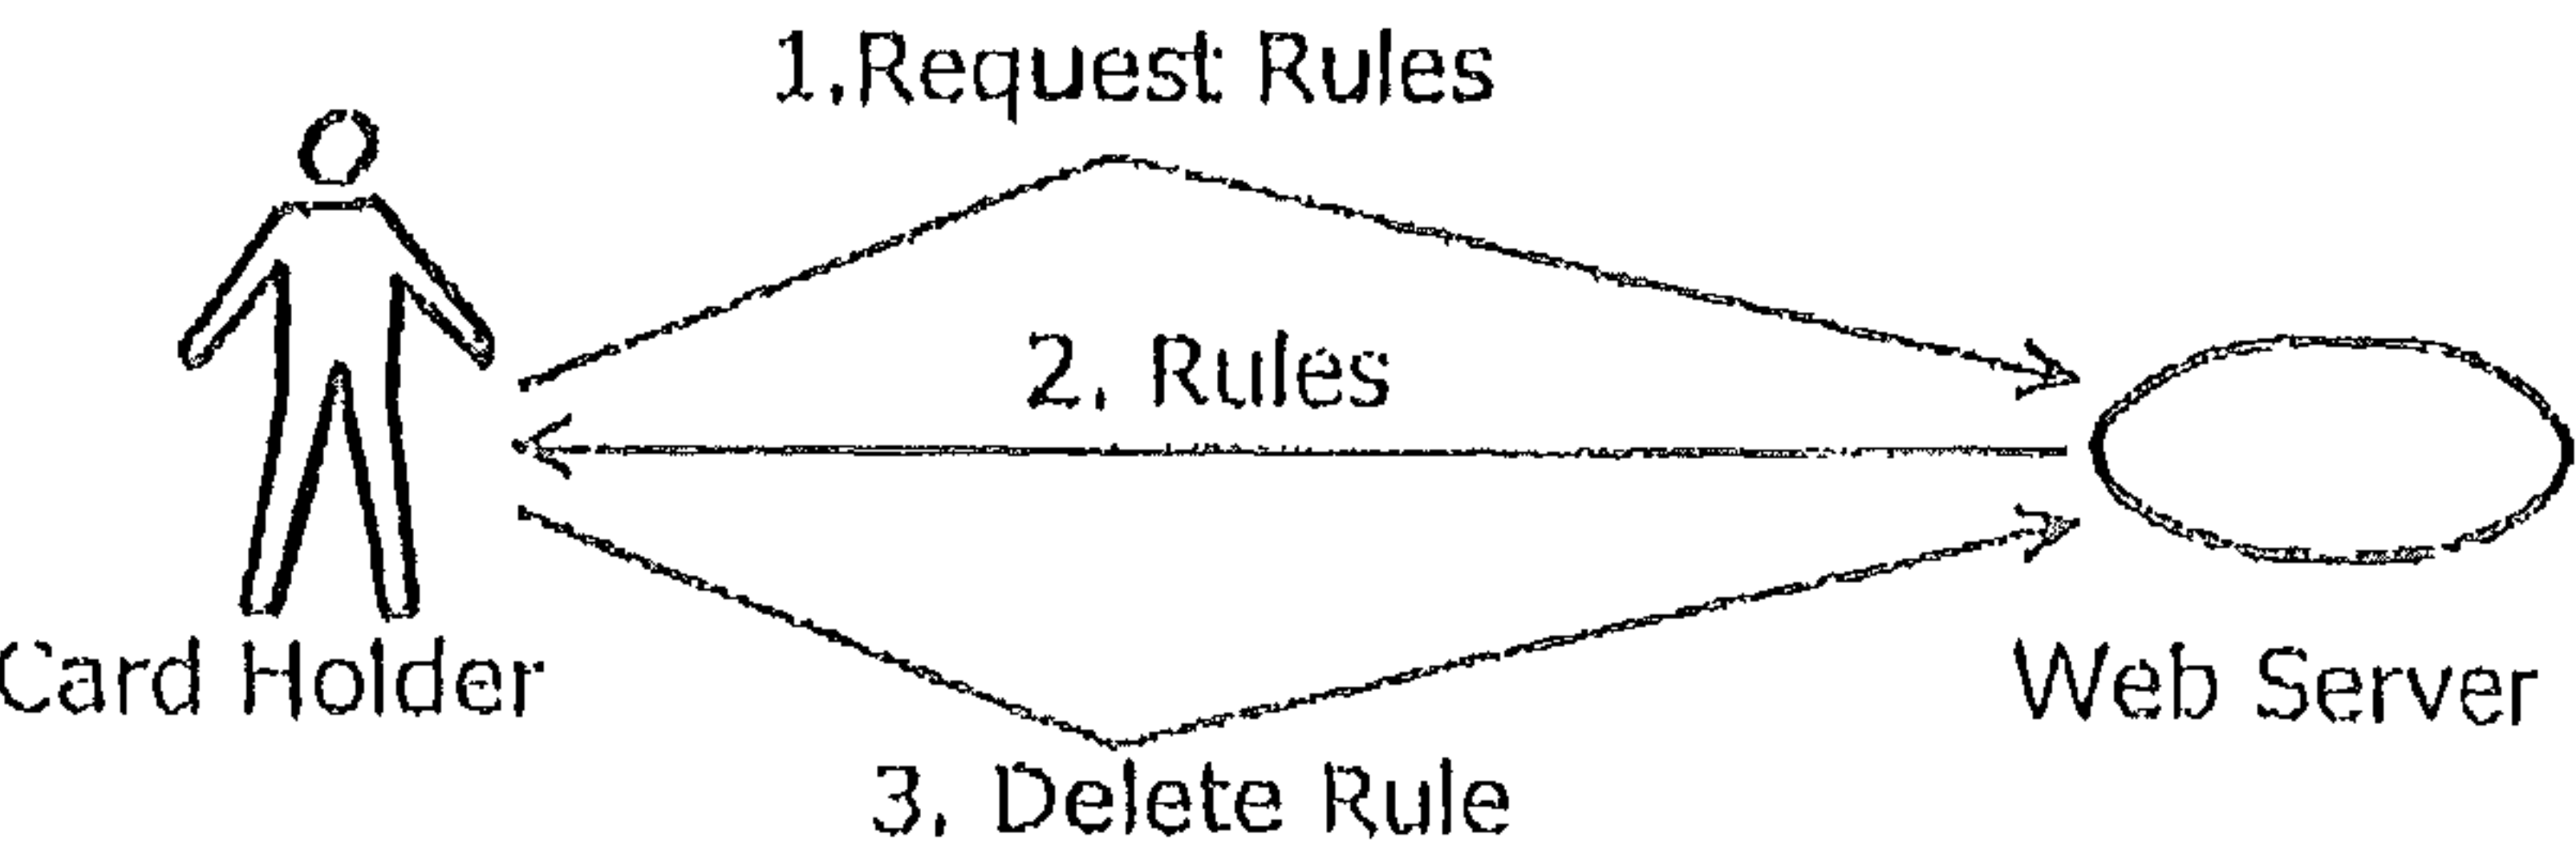 1.Request Rules
2. Rules
Card Holder
Web Server
3. Delete Rule